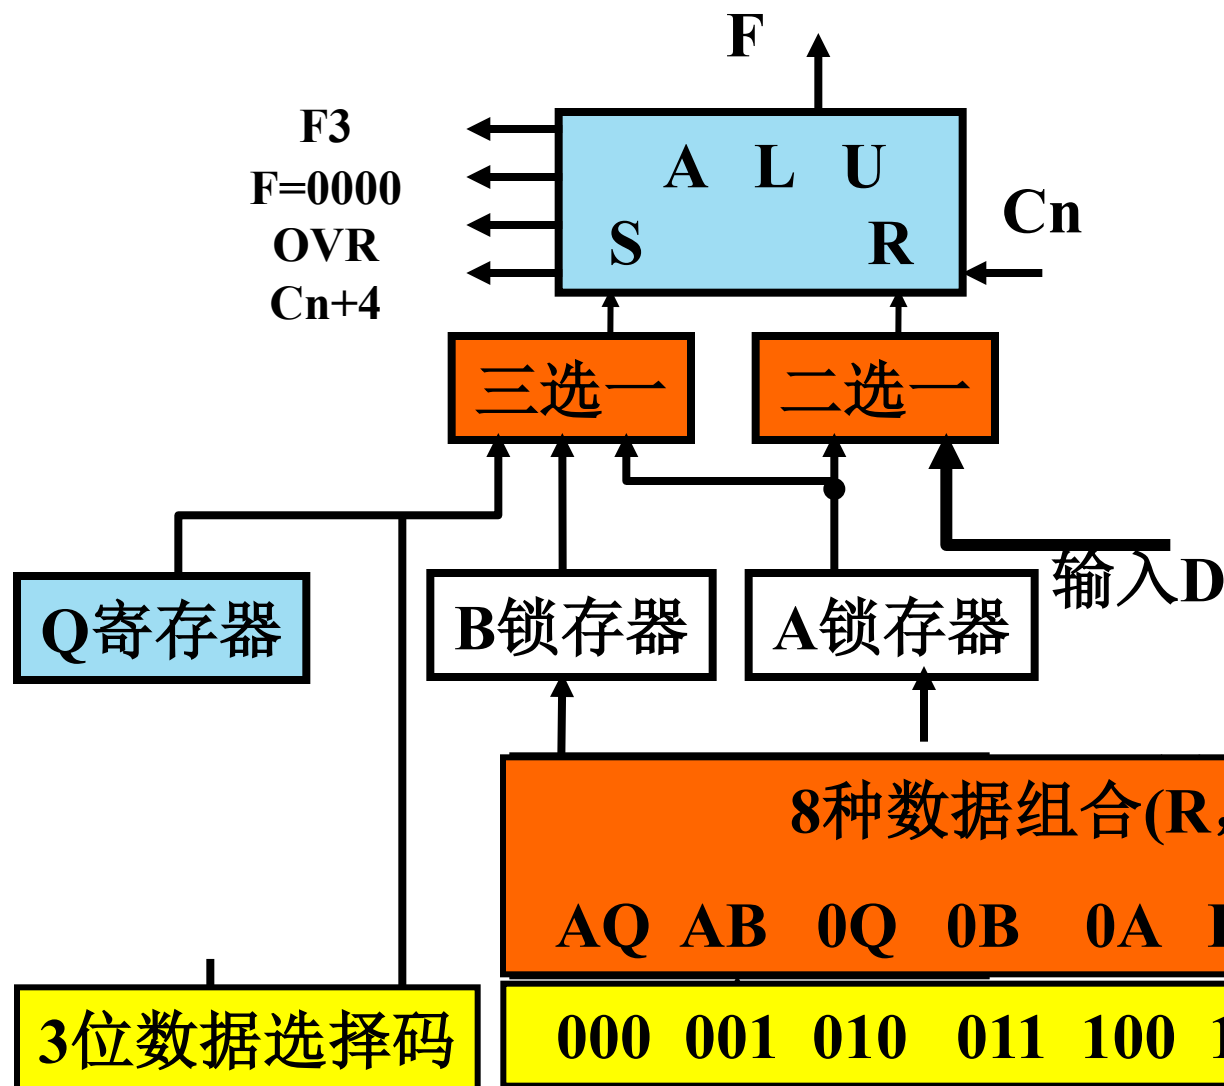 F
F3
F=0000
OVR
Cn+4
A L U
S R
Cn
三选一
二选一
输入D
Q寄存器
B锁存器
A锁存器
8种数据组合(R,
AQ AB 0Q 0B 0A
3位数据选择码
000 001 010 011 100 1